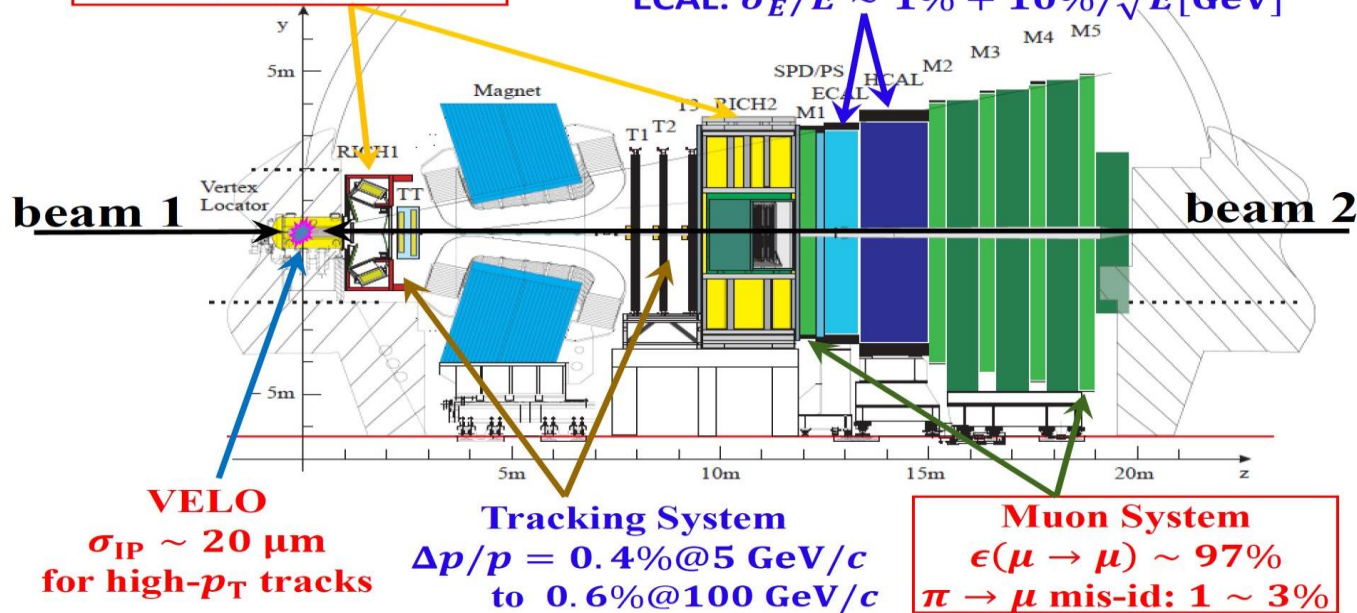 ECAL: σ_E/E ~ 1% + 10%/√E[GeV]
y
5m
Magnet
RICH1
Vertex
Locator
TT
T1
T2
T3
RICH2
M1
SPD/PS
ECAL
HCAL
M2
M3
M4
M5
beam 1
beam 2
5m
5m
10m
15m
20m
z
VELO
σ_IP ~ 20 μm
for high-p_T tracks
Tracking System
Δp/p = 0.4%@5 GeV/c
to 0.6%@100 GeV/c
Muon System
ϵ(μ → μ) ~ 97%
π → μ mis-id: 1 ~ 3%